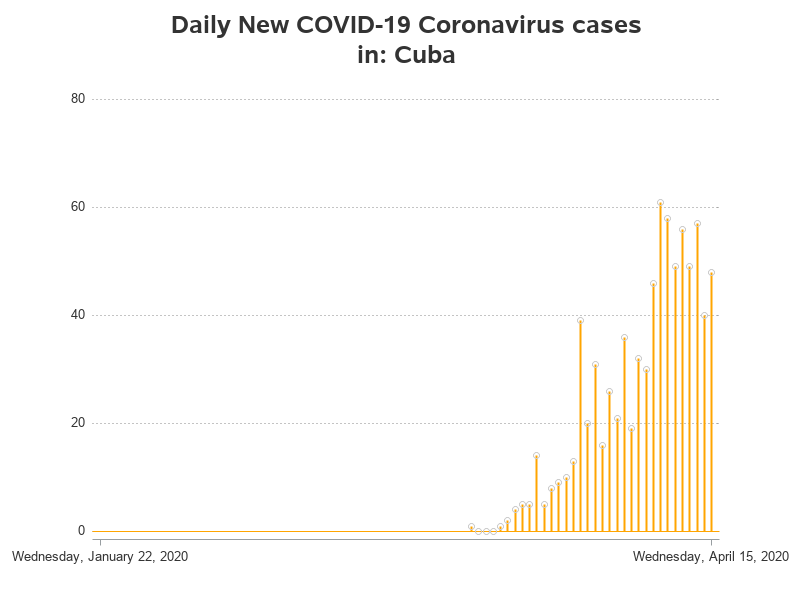 Daily New COVID-19 Coronavirus cases
in: Cuba
80
60
40
20
0
Wednesday, January 22, 2020
Wednesday, April 15, 2020